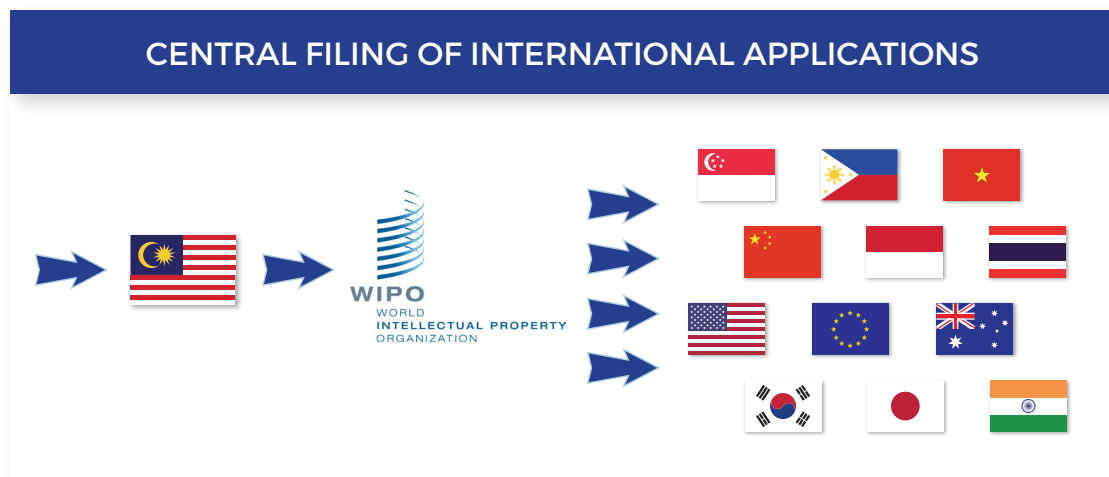 CENTRAL FILING OF INTERNATIONAL APPLICATIONS
WIPO
WORLD
INTELLECTUAL PROPERTY
ORGANIZATION